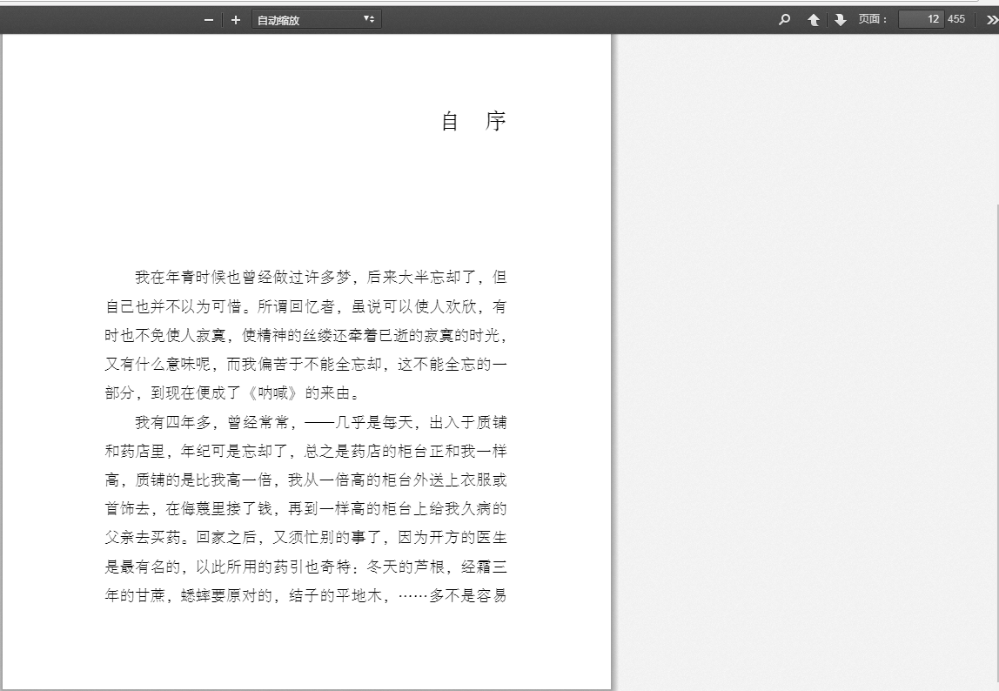 自动缩放
页面：
12
455
自 序
我在年青时候也曾经做过许多梦，后来大半忘却了，但
自己也并不以为可惜。所谓回忆者，虽说可以使人欢欣，有
时也不免使人寂寞，使精神的丝缕还牵着已逝的寂寞的时光，
又有什么意味呢，而我偏苦于不能全忘却，这不能全忘的一
部分，到现在便成了《呐喊》的来由。
我有四年多，曾经常常，——几乎是每天，出入于质铺
和药店里，年纪可是忘却了，总之是药店的柜台正和我一样
高，质铺的是比我高一倍，我从一倍高的柜台外送上衣服或
首饰去，在侮蔑里接了钱，再到一样高的柜台上给我久病的
父亲去买药。回家之后，又须忙别的事了，因为开方的医生
是最有名的，以此所用的药引也奇特：冬天的芦根，经霜三
年的甘蔗，蟋蟀要原对的，结子的平地木，……多不是容易